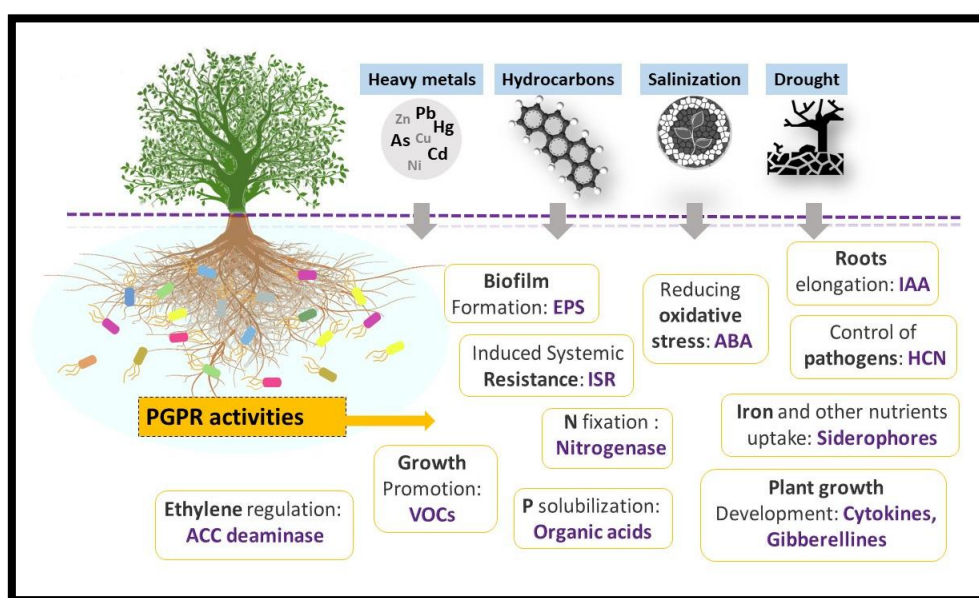 Heavy metals
Hydrocarbons
Salinization
Drought
Zn Pb
Hg
As Cu
Cd
Ni
Biofilm
Formation: EPS
Reducing
oxidative
stress: ABA
Roots
elongation: IAA
Induced Systemic
Resistance: ISR
Control of
pathogens: HCN
PGPR activities
N fixation :
Nitrogenase
Iron and other nutrients
uptake: Siderophores
Growth
Promotion:
VOCs
Ethylene regulation:
ACC deaminase
P solubilization:
Organic acids
Plant growth
Development: Cytokines,
Gibberellines